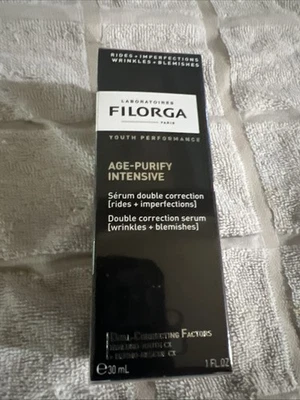 RIDES + IMPERFECTIONS
WRINKLES + BLEMISHES
LABORATOIRES
FILORGA
PARIS
YOUTH PERFORMANCE
AGE-PURIFY
INTENSIVE
Sérum double correction
[rides + imperfections]
Double correction serum
[wrinkles + blemishes]
Dual-Correcting Factors
e 30 mL
1 FL.OZ